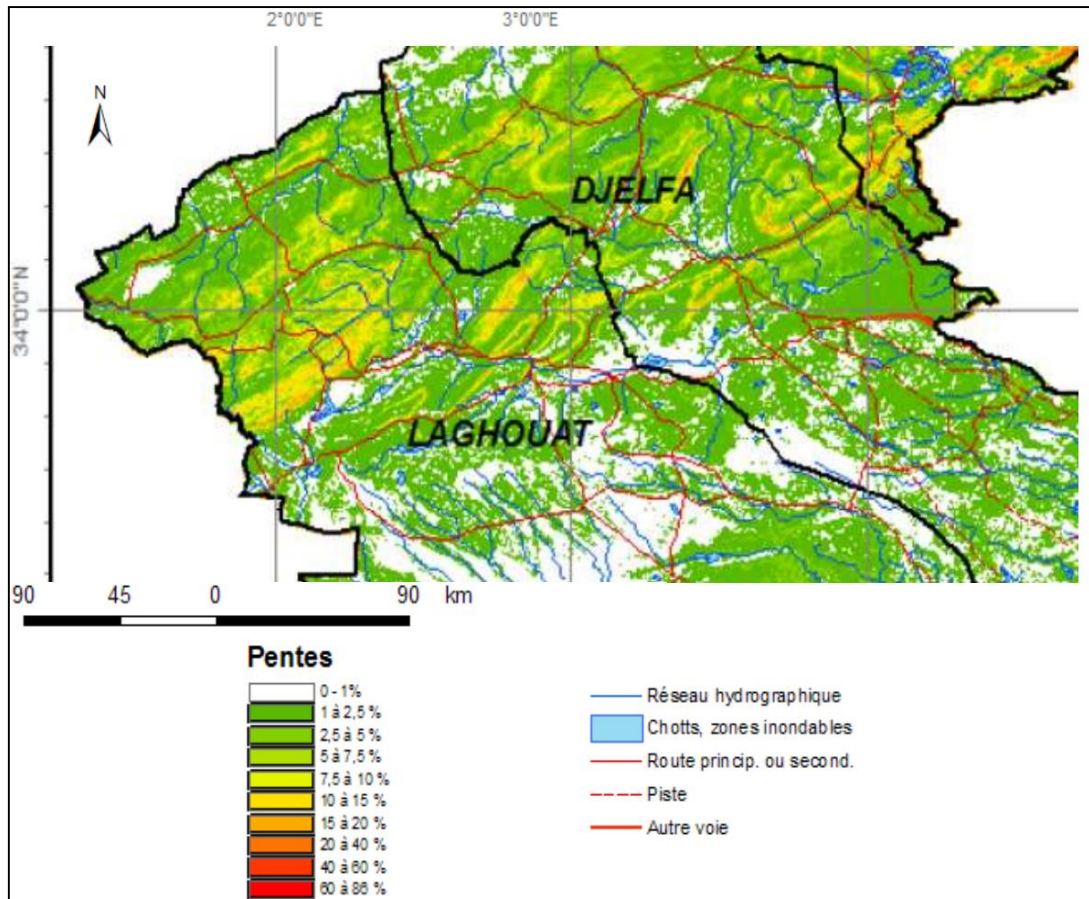 2°0'0"E 3°0'0"E
N
DJELFA
34°0'0"N
LAGHOUAT
90 45 0 90 km
Pentes
0 - 1%
1 à 2,5 %
2,5 à 5 %
5 à 7,5 %
7,5 à 10 %
10 à 15 %
15 à 20 %
20 à 40 %
40 à 60 %
60 à 86 %
Réseau hydrographique
Chotts, zones inondables
Route princip. ou second.
Piste
Autre voie